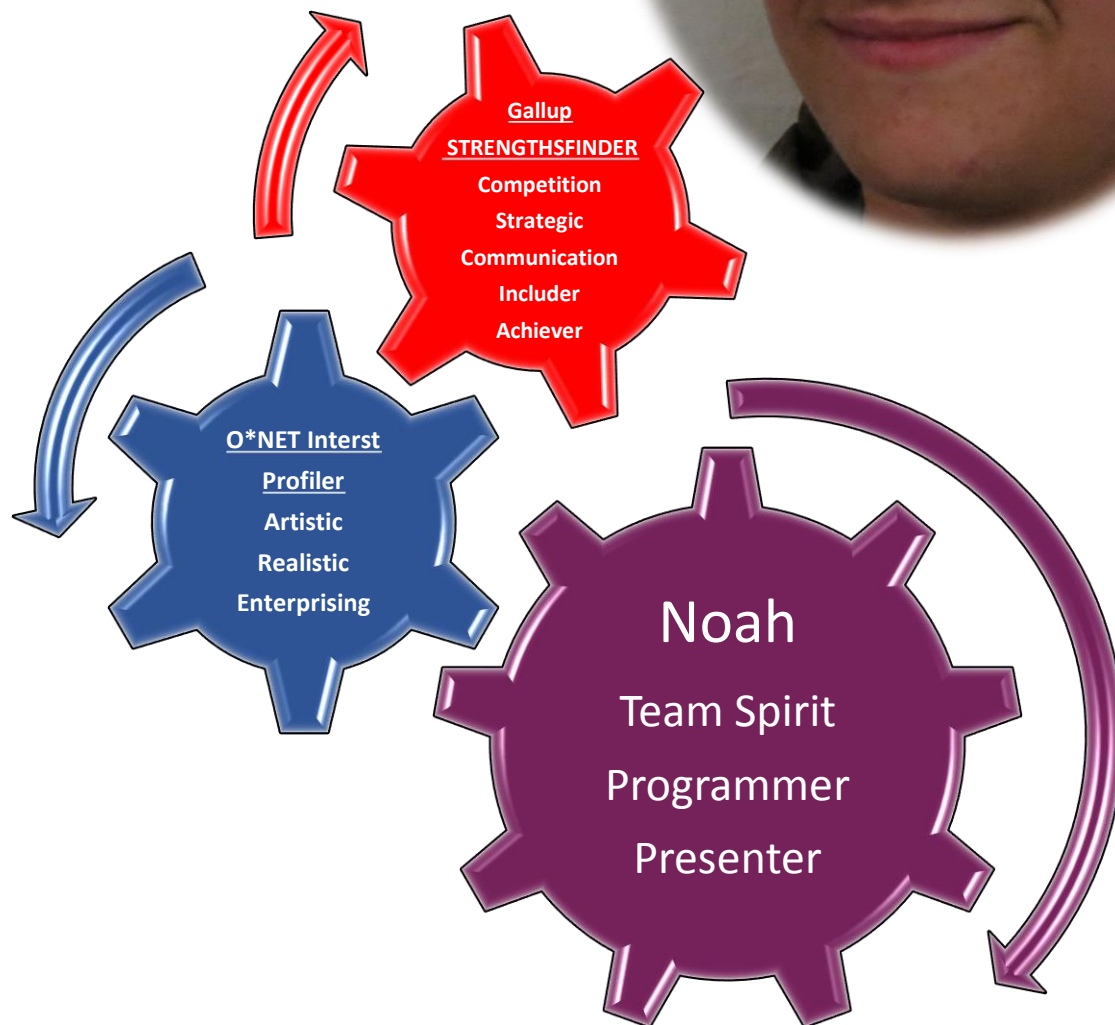 Gallup
STRENGTHSFINDER
Competition
Strategic
Communication
Includer
Achiever
O*NET Interst
Profiler
Artistic
Realistic
Enterprising
Noah
Team Spirit
Programmer
Presenter